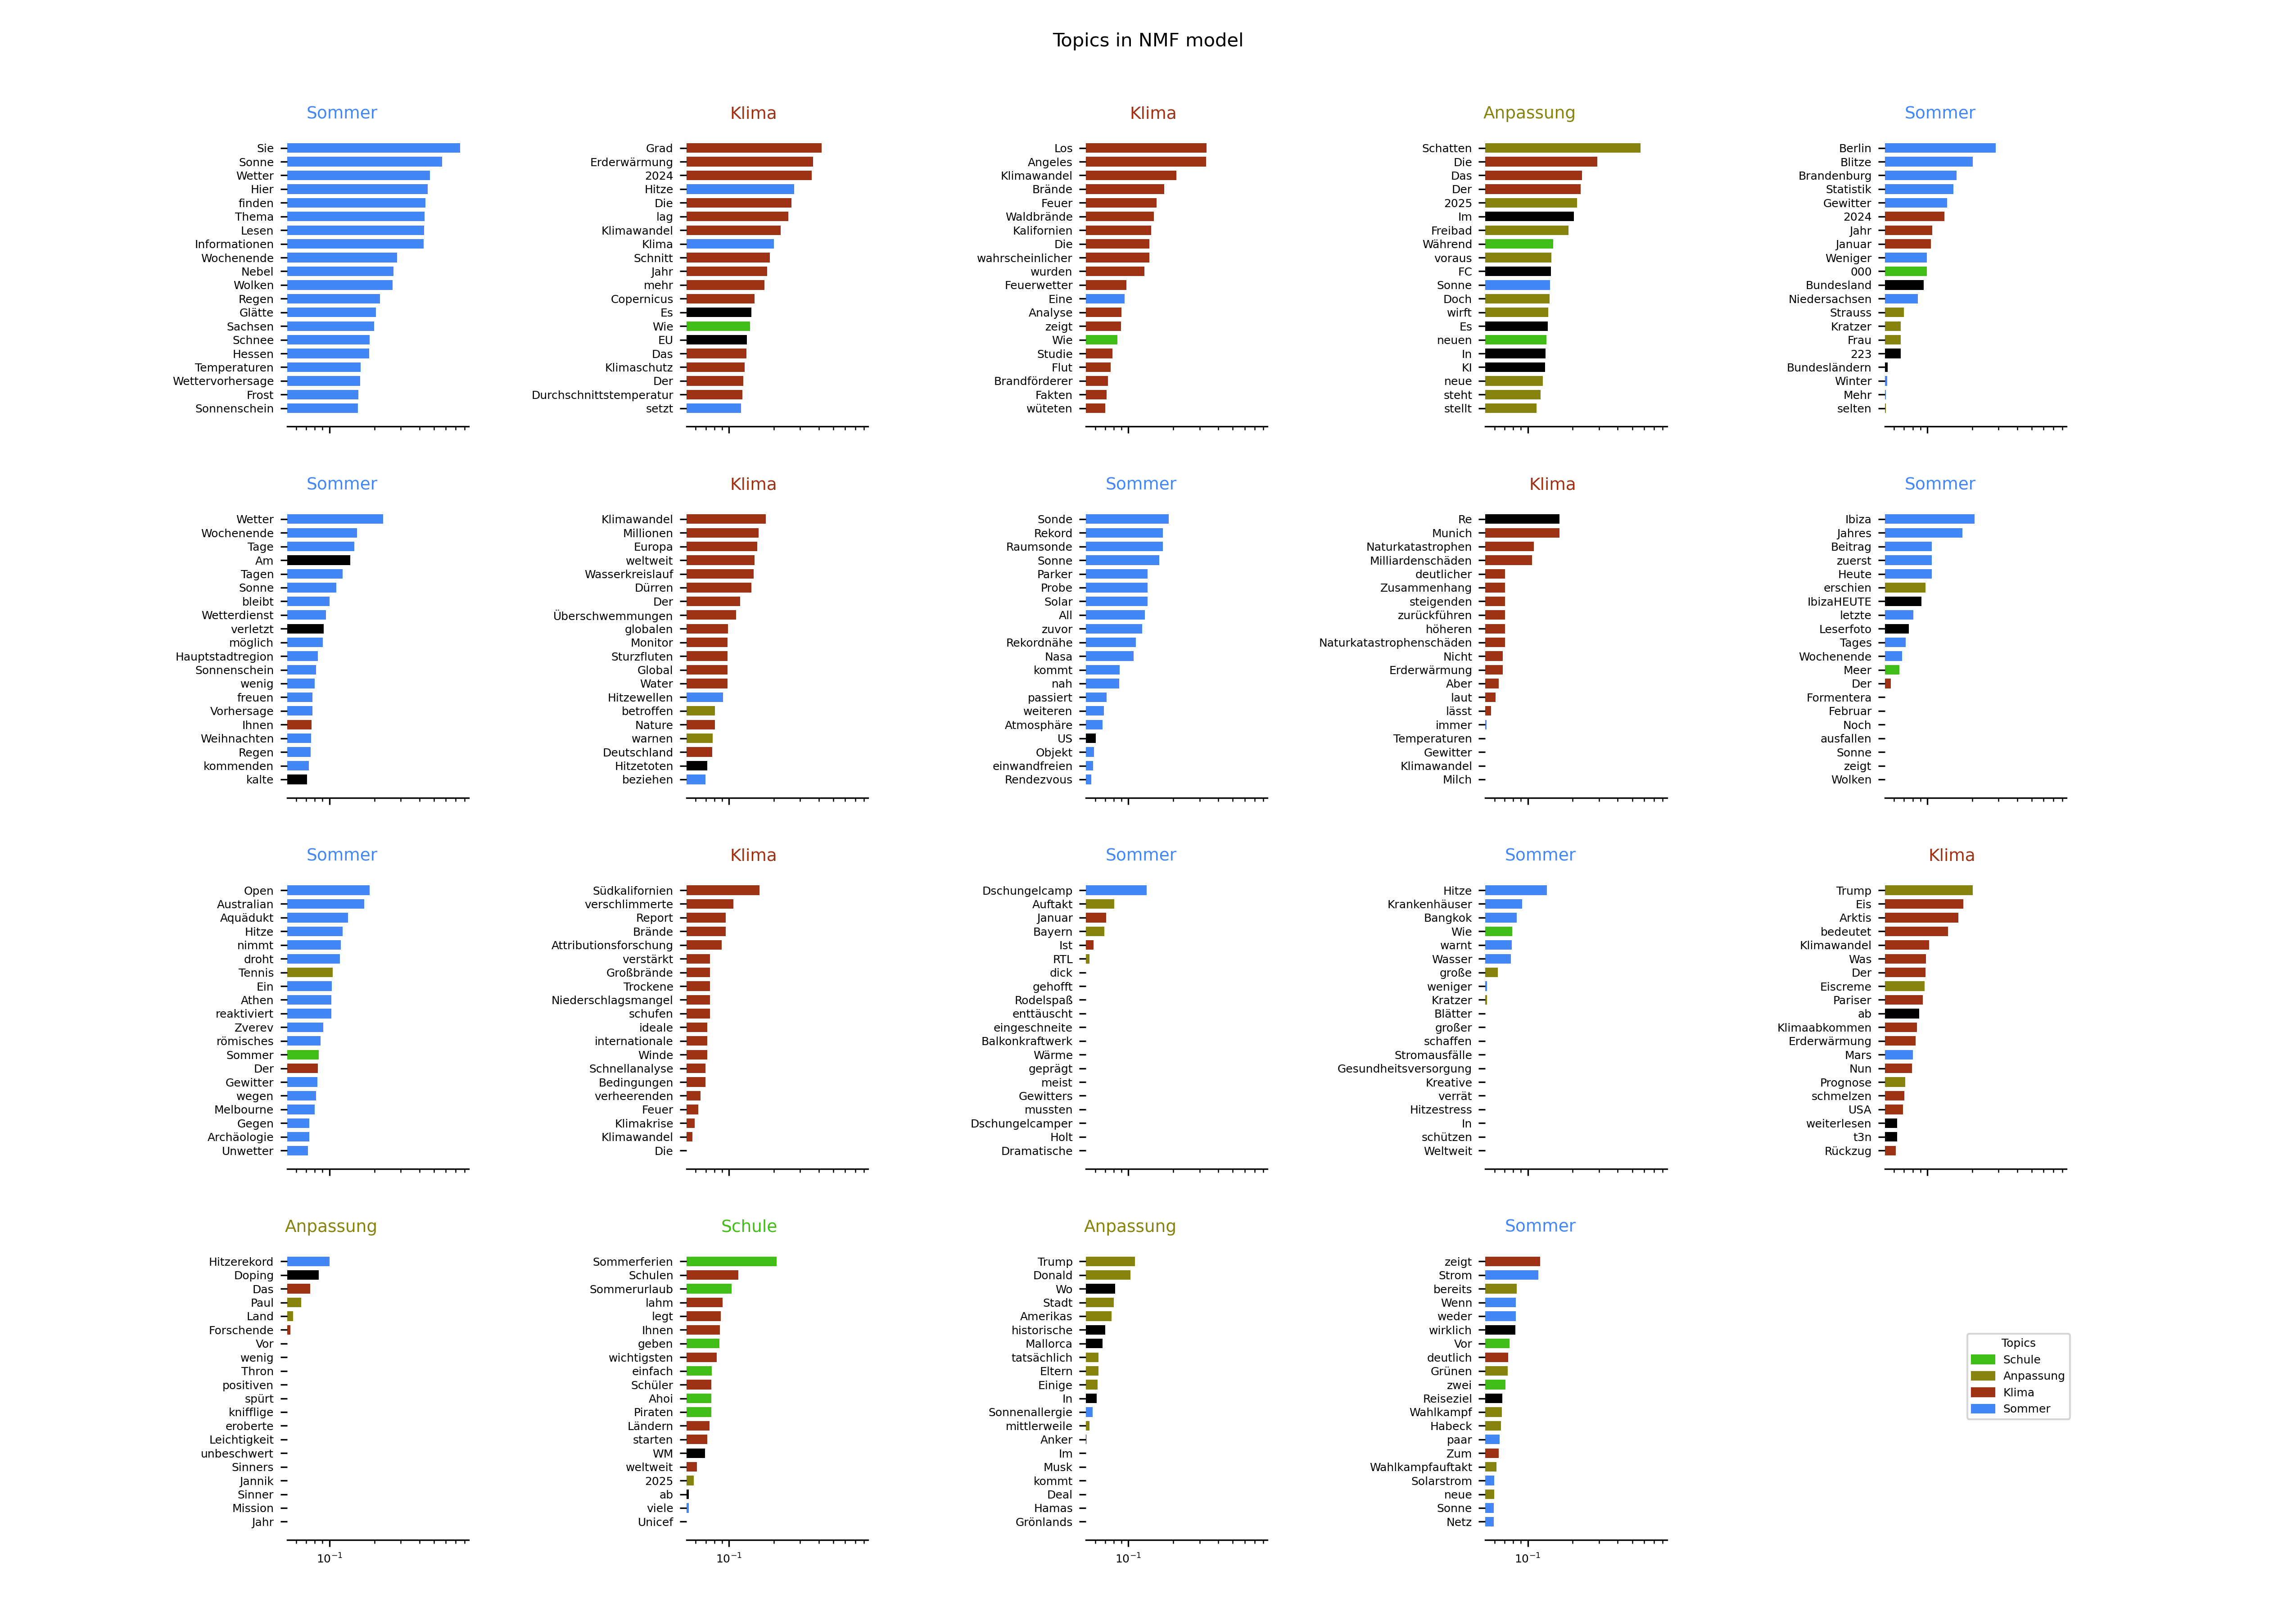 Topics in NMF model
Sommer
Sie
Sonne
Wetter
Hier
finden
Thema
Lesen
Informationen
Wochenende
Nebel
Wolken
Regen
Glätte
Sachsen
Schnee
Hessen
Temperaturen
Wettervorhersage
Frost
Sonnenschein
Klima
Grad
Erderwärmung
2024
Hitze
Die
lag
Klimawandel
Klima
Schnitt
Jahr
mehr
Copernicus
Es
Wie
EU
Das
Klimaschutz
Der
Durchschnittstemperatur
setzt
Klima
Los
Angeles
Klimawandel
Brände
Feuer
Waldbrände
Kalifornien
Die
wahrscheinlicher
wurden
Feuerwetter
Eine
Analyse
zeigt
Wie
Studie
Flut
Brandförderer
Fakten
wüteten
Anpassung
Schatten
Die
Das
Der
2025
Im
Freibad
Während
voraus
FC
Sonne
Doch
wirft
Es
neuen
In
KI
neue
steht
stellt
Sommer
Berlin
Blitze
Brandenburg
Statistik
Gewitter
2024
Jahr
Januar
Weniger
000
Bundesland
Niedersachsen
Strauss
Kratzer
Frau
223
Bundesländern
Winter
Mehr
selten
Sommer
Wetter
Wochenende
Tage
Am
Tagen
Sonne
bleibt
Wetterdienst
verletzt
möglich
Hauptstadtregion
Sonnenschein
wenig
freuen
Vorhersage
Ihnen
Weihnachten
Regen
kommenden
kalte
Klima
Klimawandel
Millionen
Europa
weltweit
Wasserkreislauf
Dürren
Der
Überschwemmungen
globalen
Monitor
Sturzfluten
Global
Water
Hitzewellen
betroffen
Nature
warnen
Deutschland
Hitzetoten
beziehen
Sommer
Sonde
Rekord
Raumsonde
Sonne
Parker
Probe
Solar
All
zuvor
Rekordnähe
Nasa
kommt
nah
passiert
weiteren
Atmosphäre
US
Objekt
einwandfreien
Rendezvous
Klima
Re
Munich
Naturkatastrophen
Milliardenschäden
deutlicher
Zusammenhang
steigenden
zurückführen
höheren
Naturkatastrophenschäden
Nicht
Erderwärmung
Aber
laut
lässt
immer
Temperaturen
Gewitter
Klimawandel
Milch
Sommer
Ibiza
Jahres
Beitrag
zuerst
Heute
erschien
IbizaHEUTE
letzte
Leserfoto
Tages
Wochenende
Meer
Der
Formentera
Februar
Noch
ausfallen
Sonne
zeigt
Wolken
Sommer
Open
Australian
Aquädukt
Hitze
nimmt
droht
Tennis
Ein
Athen
reaktiviert
Zverev
römisches
Sommer
Der
Gewitter
wegen
Melbourne
Gegen
Archäologie
Unwetter
Klima
Südkalifornien
verschlimmerte
Report
Brände
Attributionsforschung
verstärkt
Großbrände
Trockene
Niederschlagsmangel
schufen
ideale
internationale
Winde
Schnellanalyse
Bedingungen
verheerenden
Feuer
Klimakrise
Klimawandel
Die
Sommer
Dschungelcamp
Auftakt
Januar
Bayern
Ist
RTL
dick
gehofft
Rodelspaß
enttäuscht
eingeschneite
Balkonkraftwerk
Wärme
geprägt
meist
Gewitters
mussten
Dschungelcamper
Holt
Dramatische
Sommer
Hitze
Krankenhäuser
Bangkok
Wie
warnt
Wasser
große
weniger
Kratzer
Blätter
großer
schaffen
Stromausfälle
Gesundheitsversorgung
Kreative
verrät
Hitzestress
In
schützen
Weltweit
Klima
Trump
Eis
Arktis
bedeutet
Klimawandel
Was
Der
Eiscreme
Pariser
ab
Klimaabkommen
Erderwärmung
Mars
Nun
Prognose
schmelzen
USA
weiterlesen
t3n
Rückzug
Anpassung
Hitzerekord
Doping
Das
Paul
Land
Forschende
Vor
wenig
Thron
positiven
spürt
knifflige
eroberte
Leichtigkeit
unbeschwert
Sinners
Jannik
Sinner
Mission
Jahr
10⁻¹
Schule
Sommerferien
Schulen
Sommerurlaub
lahm
legt
Ihnen
geben
wichtigsten
einfach
Schüler
Ahoi
Piraten
Ländern
starten
WM
weltweit
2025
ab
viele
Unicef
10⁻¹
Anpassung
Trump
Donald
Wo
Stadt
Amerikas
historische
Mallorca
tatsächlich
Eltern
Einige
In
Sonnenallergie
mittlerweile
Anker
Im
Musk
kommt
Deal
Hamas
Grönlands
10⁻¹
Sommer
zeigt
Strom
bereits
Wenn
weder
wirklich
Vor
deutlich
Grünen
zwei
Reiseziel
Wahlkampf
Habeck
paar
Zum
Wahlkampfauftakt
Solarstrom
neue
Sonne
Netz
10⁻¹
Topics
Schule
Anpassung
Klima
Sommer